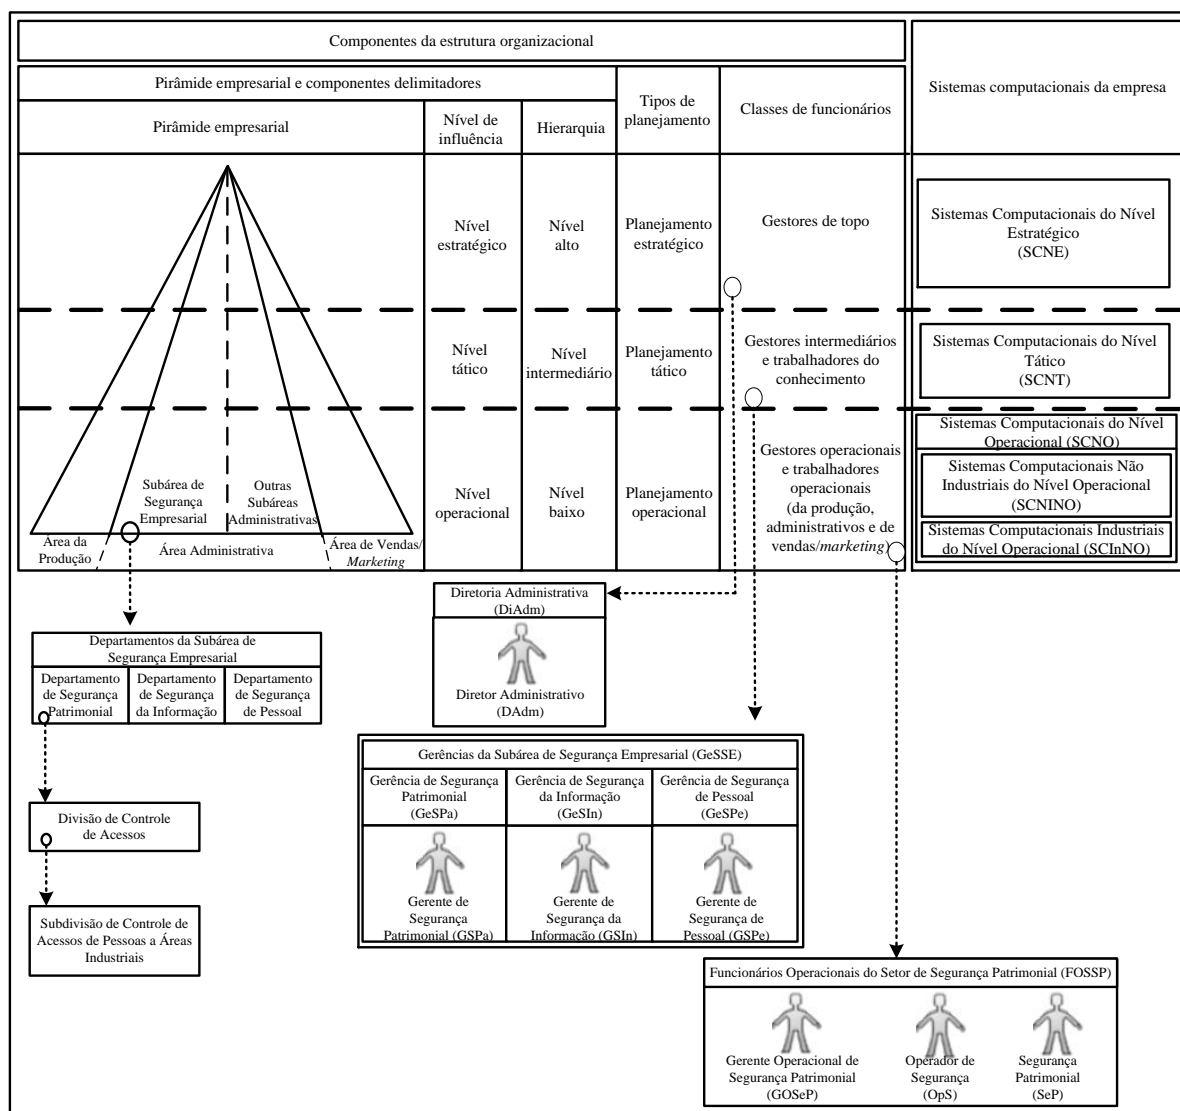 Componentes da estrutura organizacional
Sistemas computacionais da empresa
Pirâmide empresarial e componentes delimitadores
Tipos de
planejamento
Classes de funcionários
Pirâmide empresarial
Nível de
influência
Hierarquia
Nível
estratégico
Nível
alto
Planejamento
estratégico
Gestores de topo
Sistemas Computacionais do Nível
Estratégico
(SCNE)
Nível
tático
Nível
intermediário
Planejamento
tático
Gestores intermediários
e trabalhadores do
conhecimento
Sistemas Computacionais do Nível
Tático
(SCNT)
Subárea de
Segurança
Empresarial
Outras
Subáreas
Administrativas
Área da
Produção
Área Administrativa
Área de Vendas/
Marketing
Nível
operacional
Nível
baixo
Planejamento
operacional
Gestores operacionais
e trabalhadores
operacionais
(da produção,
administrativos e de
vendas/marketing)
Sistemas Computacionais do Nível
Operacional (SCNO)
Sistemas Computacionais Não
Industriais do Nível Operacional
(SCNINO)
Sistemas Computacionais Industriais
do Nível Operacional (SCInNO)
Diretoria Administrativa
(DiAdm)
Diretor Administrativo
(DAdm)
Departamentos da Subárea de
Segurança Empresarial
Departamento
de Segurança
Patrimonial
Departamento
de Segurança
da Informação
Departamento
de Segurança
de Pessoal
Divisão de Controle
de Acessos
Subdivisão de Controle de
Acessos de Pessoas a Áreas
Industriais
Gerências da Subárea de Segurança Empresarial (GeSSE)
Gerência de Segurança
Patrimonial
(GeSPa)
Gerência de Segurança
da Informação
(GeSIn)
Gerência de Segurança
de Pessoal
(GeSPe)
Gerente de
Segurança
Patrimonial (GSPa)
Gerente de
Segurança da
Informação (GSIn)
Gerente de
Segurança de
Pessoal (GSPe)
Funcionários Operacionais do Setor de Segurança Patrimonial (FOSSP)
Gerente Operacional de
Segurança Patrimonial
(GOSeP)
Operador de
Segurança
(OpS)
Segurança
Patrimonial
(SeP)